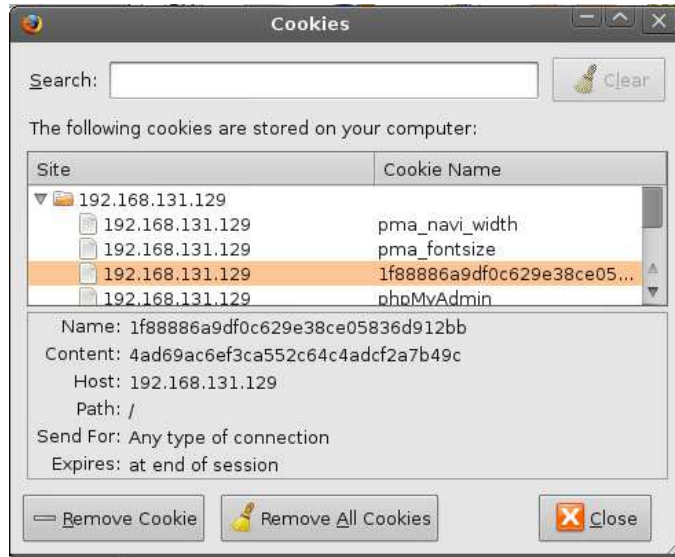 Cookies
Search:
Clear
The following cookies are stored on your computer:
Site Cookie Name
192.168.131.129
192.168.131.129 pma_navi_width
192.168.131.129 pma_fontsize
192.168.131.129 1f88886a9df0c629e38ce05...
192.168.131.129 phpMyAdmin
Name: 1f88886a9df0c629e38ce05836d912bb
Content: 4ad69ac6ef3ca552c64c4adcf2a7b49c
Host: 192.168.131.129
Path: /
Send For: Any type of connection
Expires: at end of session
Remove Cookie Remove All Cookies Close